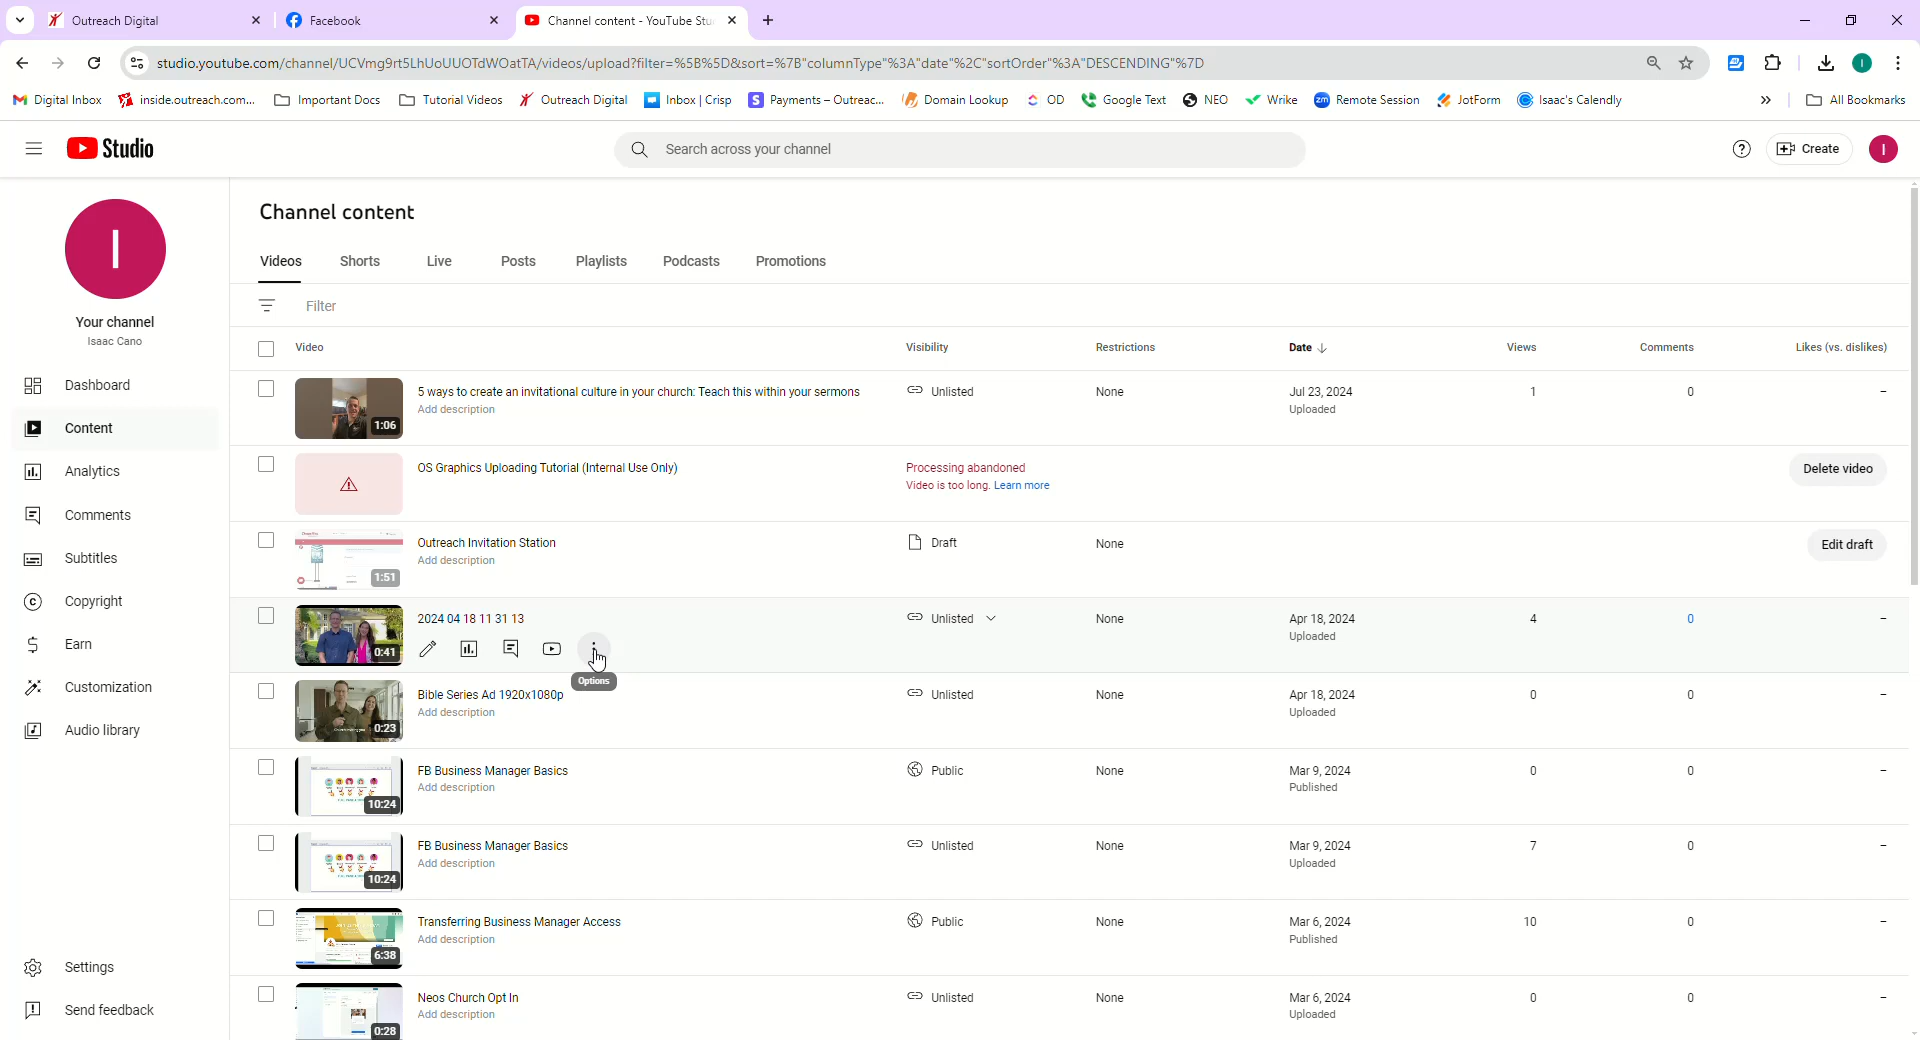 Outreach Digital
Facebook
Channel content - YouTube Stu
studio.youtube.com/channel/UCVmg9rt5LhUoUUOTdWOatTA/videos/upload?filter=%5B%5D&sort=%7B"columnType"%3A"date"%2C"sortOrder"%3A"DESCENDING"%7D
Digital Inbox
inside.outreach.com...
Important Docs
Tutorial Videos
Outreach Digital
Inbox | Crisp
Payments – Outreac...
Domain Lookup
OD
Google Text
NEO
Wrike
Remote Session
JotForm
Isaac's Calendly
All Bookmarks
Studio
Search across your channel
Create
I
I
Your channel
Isaac Cano
Dashboard
Content
Analytics
Comments
Subtitles
Copyright
Earn
Customization
Audio library
Settings
Send feedback
Channel content
Videos Shorts Live Posts Playlists Podcasts Promotions
Filter
Video Visibility Restrictions Date Views Comments Likes (vs. dislikes)
1:06
5 ways to create an invitational culture in your church: Teach this within your sermons
Add description
Unlisted None Jul 23, 2024 1 0 –
Uploaded
OS Graphics Uploading Tutorial (Internal Use Only)
Processing abandoned
Video is too long. Learn more
Delete video
1:51
Outreach Invitation Station
Add description
Draft None
Edit draft
0:41
2024 04 18 11 31 13
Unlisted None Apr 18, 2024 4 0 –
Uploaded
Options
0:23
Bible Series Ad 1920x1080p
Add description
Unlisted None Apr 18, 2024 0 0 –
Uploaded
10:24
FB Business Manager Basics
Add description
Public None Mar 9, 2024 0 0 –
Published
10:24
FB Business Manager Basics
Add description
Unlisted None Mar 9, 2024 7 0 –
Uploaded
6:38
Transferring Business Manager Access
Add description
Public None Mar 6, 2024 10 0 –
Published
0:28
Neos Church Opt In
Add description
Unlisted None Mar 6, 2024 0 0 –
Uploaded